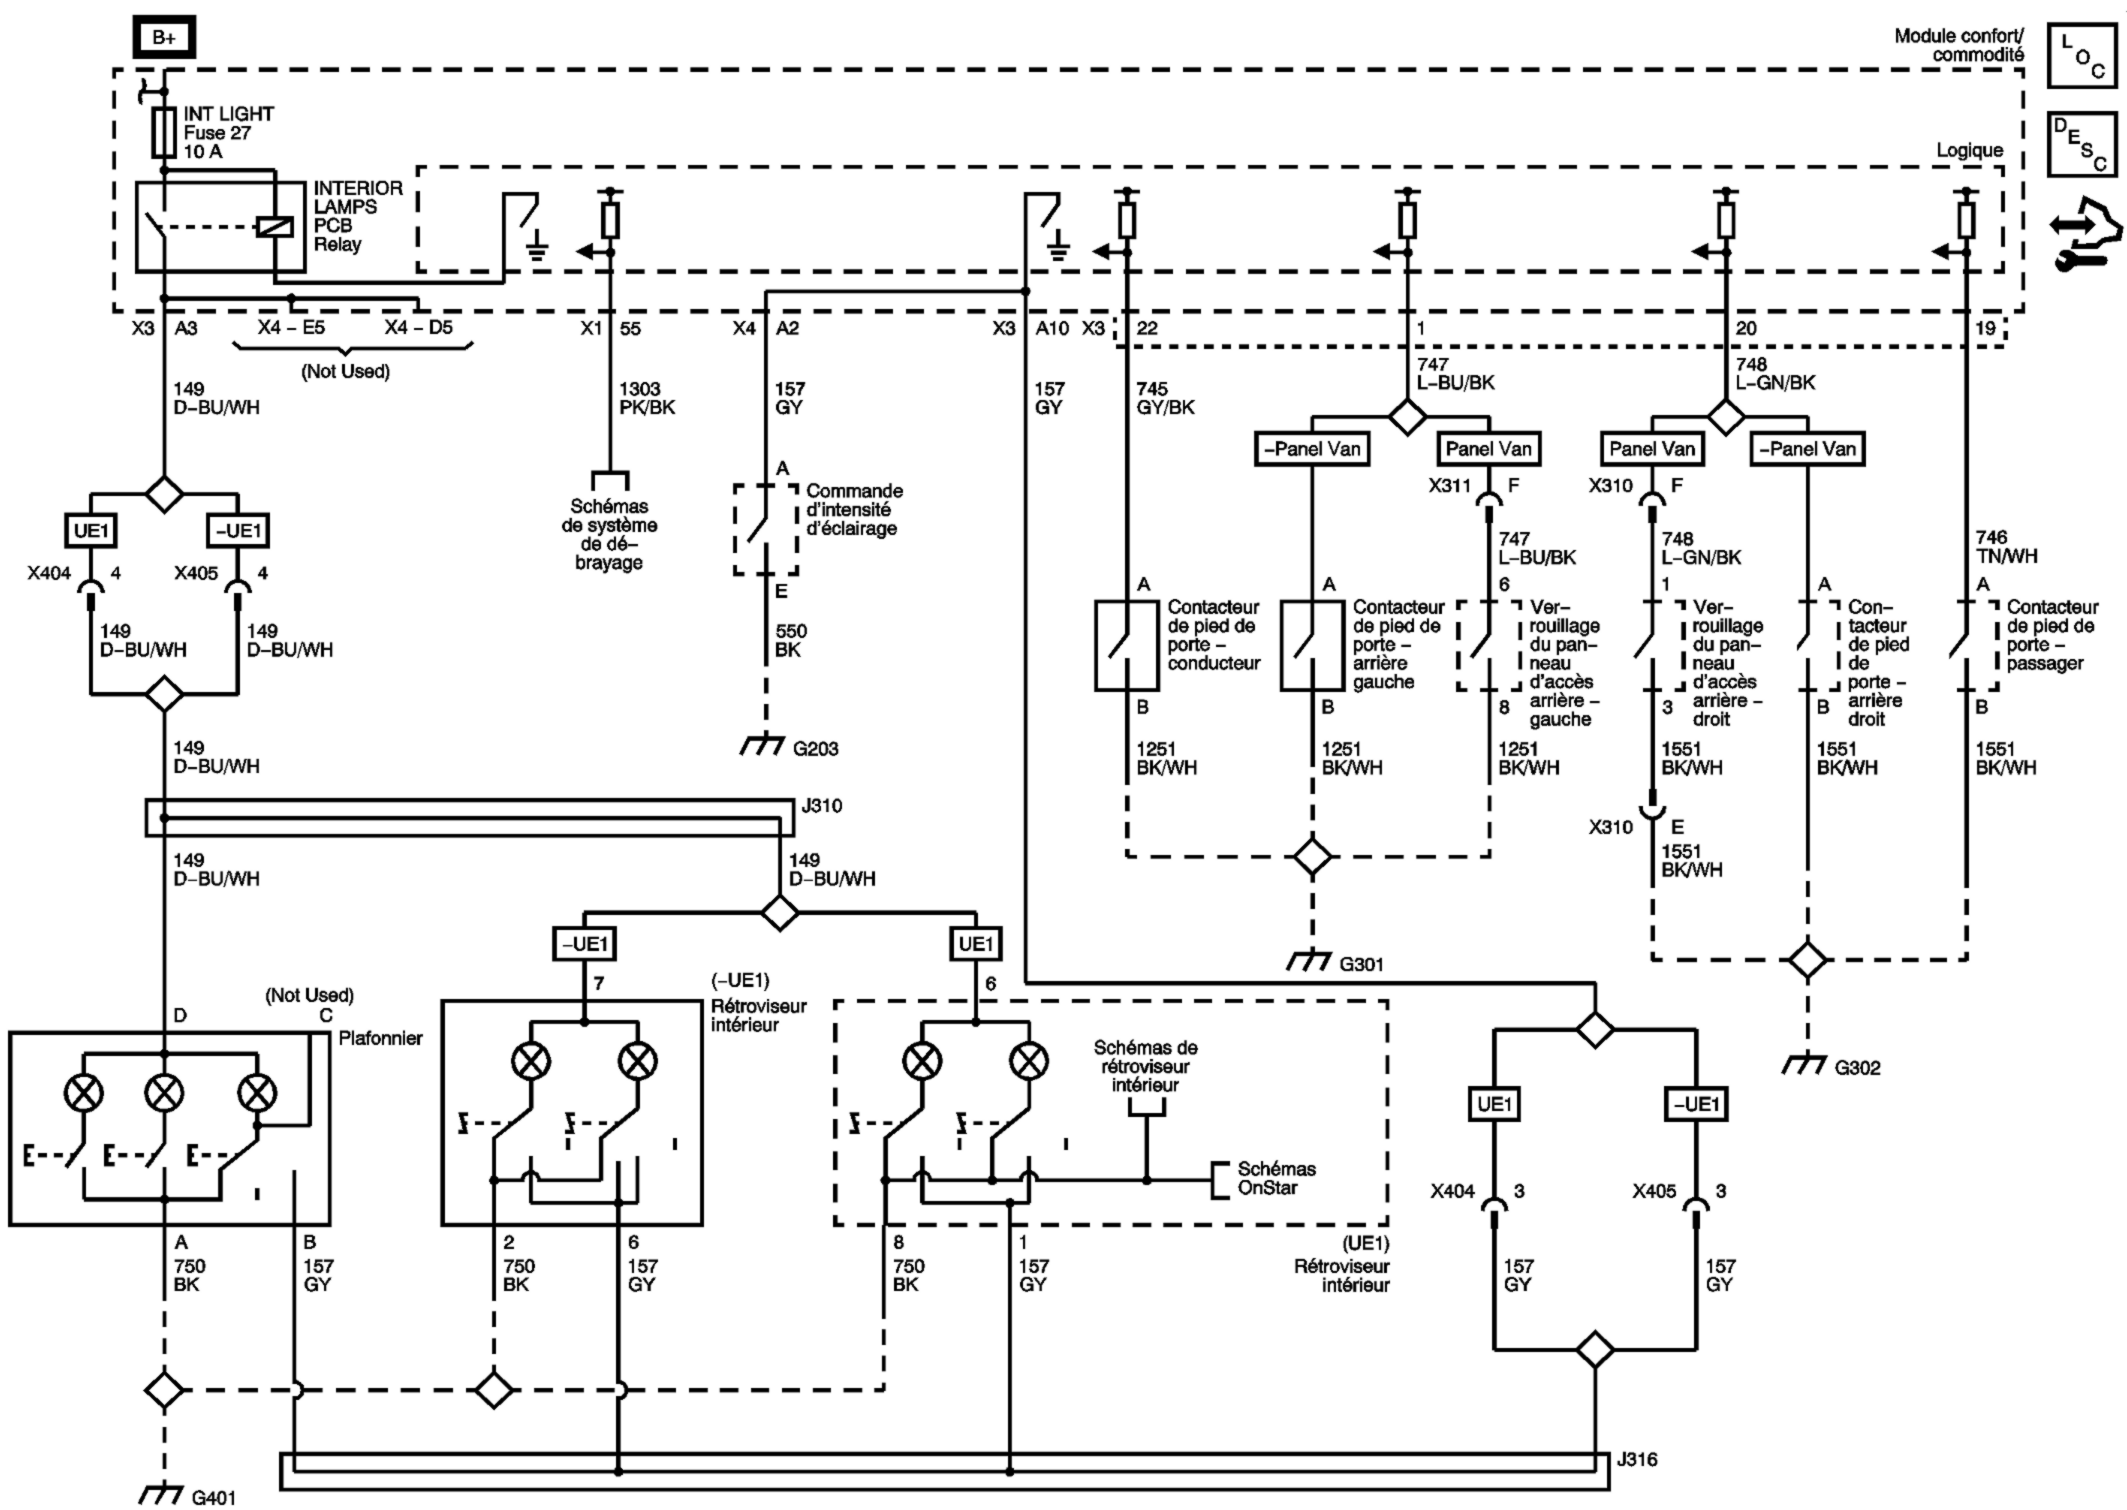 B+
Module confort/
commodité
L
O
C
D
E
S
C
INT LIGHT
Fuse 27
10 A
Logique
INTERIOR
LAMPS
PCB
Relay
X3 A3
X4 – E5
X4 – D5
(Not Used)
X1 55
X4 A2
X3 A10
X3 22
1
20
19
149
D–BU/WH
1303
PK/BK
157
GY
157
GY
745
GY/BK
747
L–BU/BK
748
L–GN/BK
–Panel Van
Panel Van
Panel Van
–Panel Van
X311 F
X310 F
UE1
–UE1
X404 4
X405 4
149
D–BU/WH
149
D–BU/WH
Schémas
de système
de dé–
brayage
A
Commande
d'intensité
d'éclairage
E
550
BK
G203
747
L–BU/BK
748
L–GN/BK
746
TN/WH
A
Contacteur
de pied de
porte –
conducteur
B
A
Contacteur
de pied de
porte –
arrière
gauche
B
6
Ver–
rouillage
du pan–
neau
d'accès
arrière –
gauche
8
1
Ver–
rouillage
du pan–
neau
d'accès
arrière –
droit
3
A
Con–
tacteur
de pied
de
porte –
arrière
droit
B
A
Contacteur
de pied de
porte –
passager
B
149
D–BU/WH
1251
BK/WH
1251
BK/WH
1251
BK/WH
1551
BK/WH
1551
BK/WH
1551
BK/WH
J310
X310 E
1551
BK/WH
149
D–BU/WH
149
D–BU/WH
–UE1
UE1
G301
G302
7
(–UE1)
Rétroviseur
intérieur
6
(Not Used)
D
C
Plafonnier
Schémas de
rétroviseur
intérieur
Schémas
OnStar
UE1
–UE1
X404 3
X405 3
A
750
BK
B
157
GY
2
750
BK
6
157
GY
8
750
BK
1
157
GY
(UE1)
Rétroviseur
intérieur
157
GY
157
GY
J316
G401